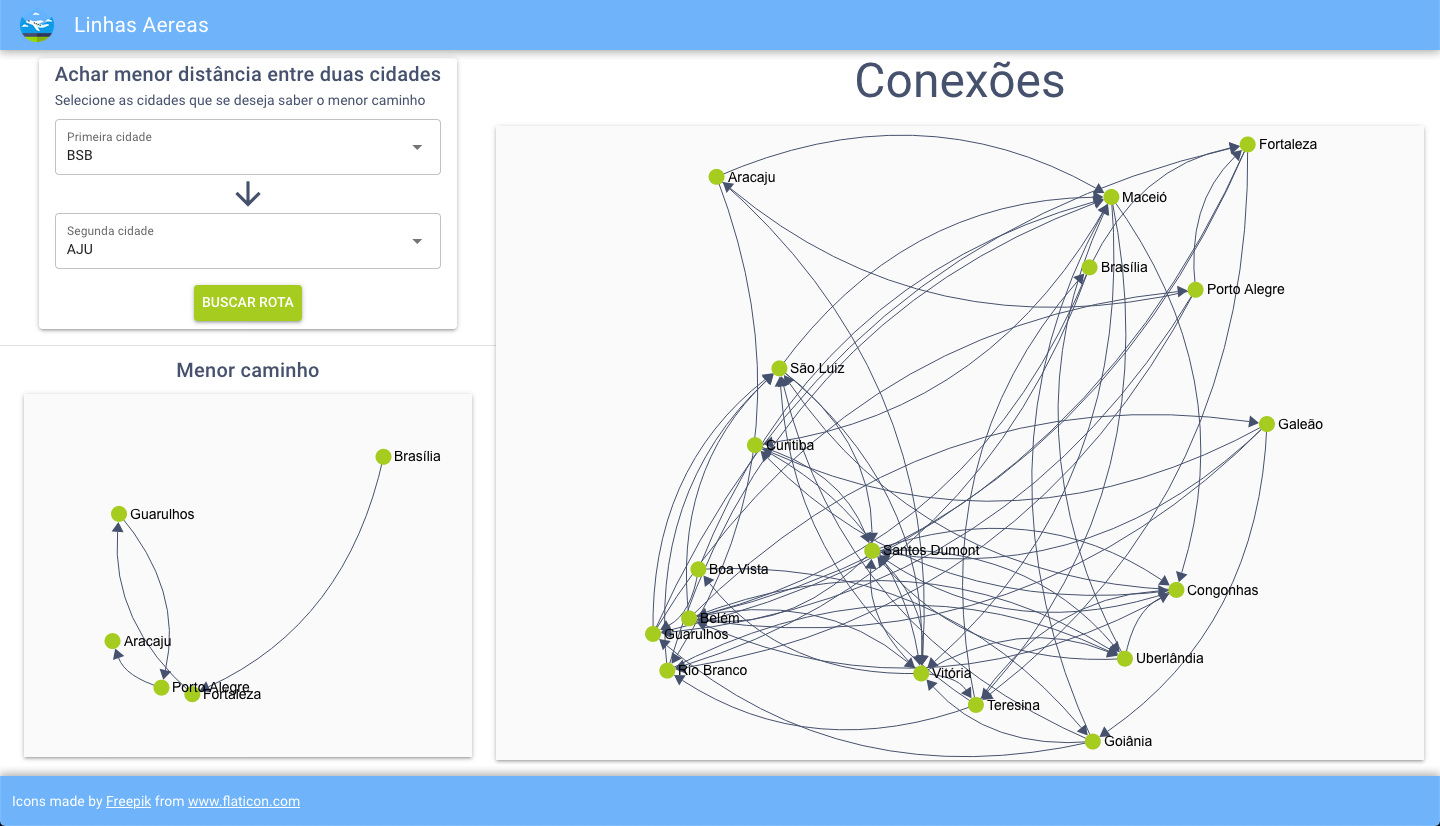 Linhas Aereas
Achar menor distância entre duas cidades
Selecione as cidades que se deseja saber o menor caminho
Primeira cidade
BSB
Segunda cidade
AJU
BUSCAR ROTA
Menor caminho
Brasília
Guarulhos
Aracaju
Porto Alegre
Fortaleza
Conexões
Fortaleza
Aracaju
Maceió
Brasília
Porto Alegre
São Luiz
Galeão
Curitiba
Santos Dumont
Boa Vista
Congonhas
Belém
Guarulhos
Uberlândia
Rio Branco
Vitória
Teresina
Goiânia
Icons made by Freepik from www.flaticon.com